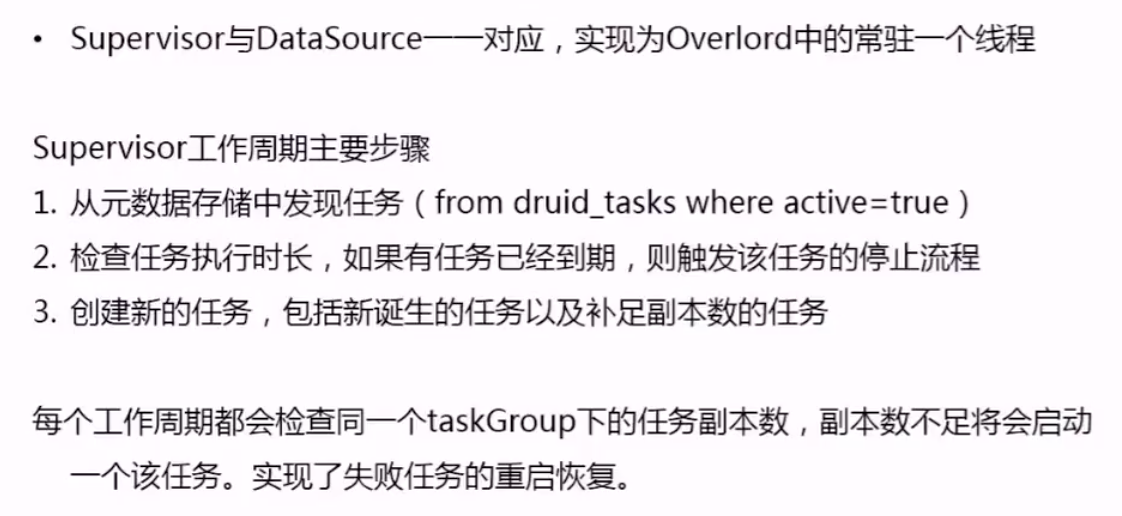 • Supervisor与DataSource一一对应，实现为Overlord中的常驻一个线程
Supervisor工作周期主要步骤
1. 从元数据存储中发现任务（from druid_tasks where active=true）
2. 检查任务执行时长，如果有任务已经到期，则触发该任务的停止流程
3. 创建新的任务，包括新诞生的任务以及补足副本数的任务
每个工作周期都会检查同一个taskGroup下的任务副本数，副本数不足将会启动
一个该任务。实现了失败任务的重启恢复。